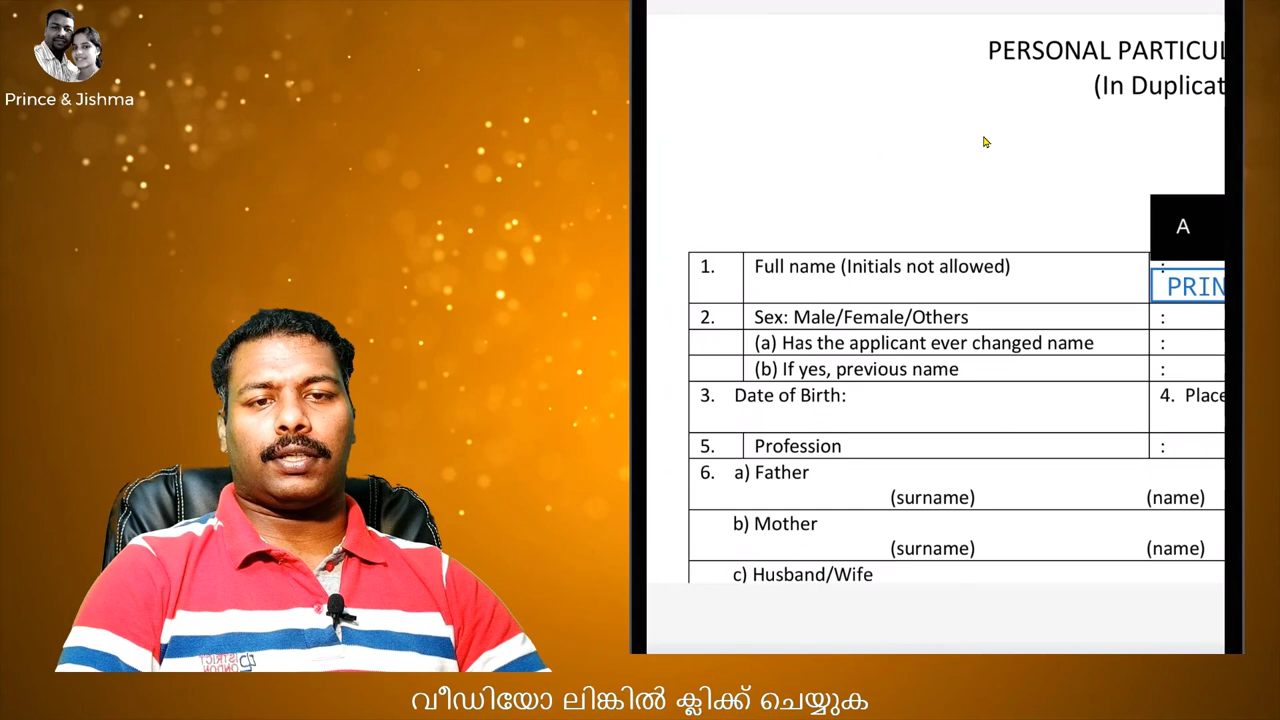 Prince & Jishma
PERSONAL PARTICUL
(In Duplicat
A
1. Full name (Initials not allowed) :
PRIN
2. Sex: Male/Female/Others :
(a) Has the applicant ever changed name :
(b) If yes, previous name :
3. Date of Birth: 4. Place
5. Profession :
6. a) Father
(surname) (name)
b) Mother
(surname) (name)
c) Husband/Wife
വീഡിയോ ലിങ്കിൽ ക്ലിക്ക് ചെയ്യുക